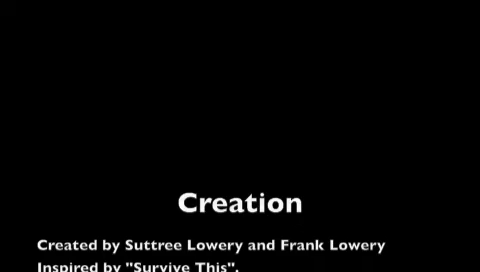 Creation
Created by Suttree Lowery and Frank Lowery
Inspired by "Survive This".